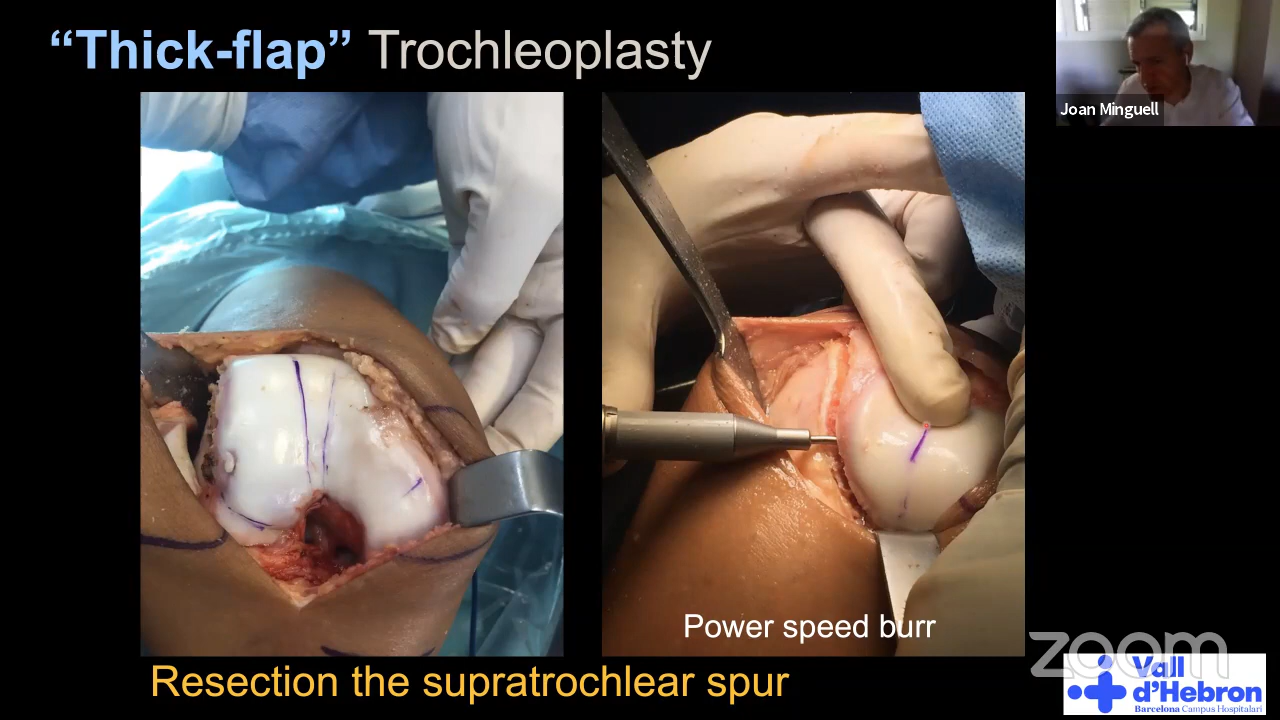 “Thick-flap” Trochleoplasty
Joan Minguell
Power speed burr
Resection the supratrochlear spur
zoom
Vall
d’Hebron
Barcelona Campus Hospitalari